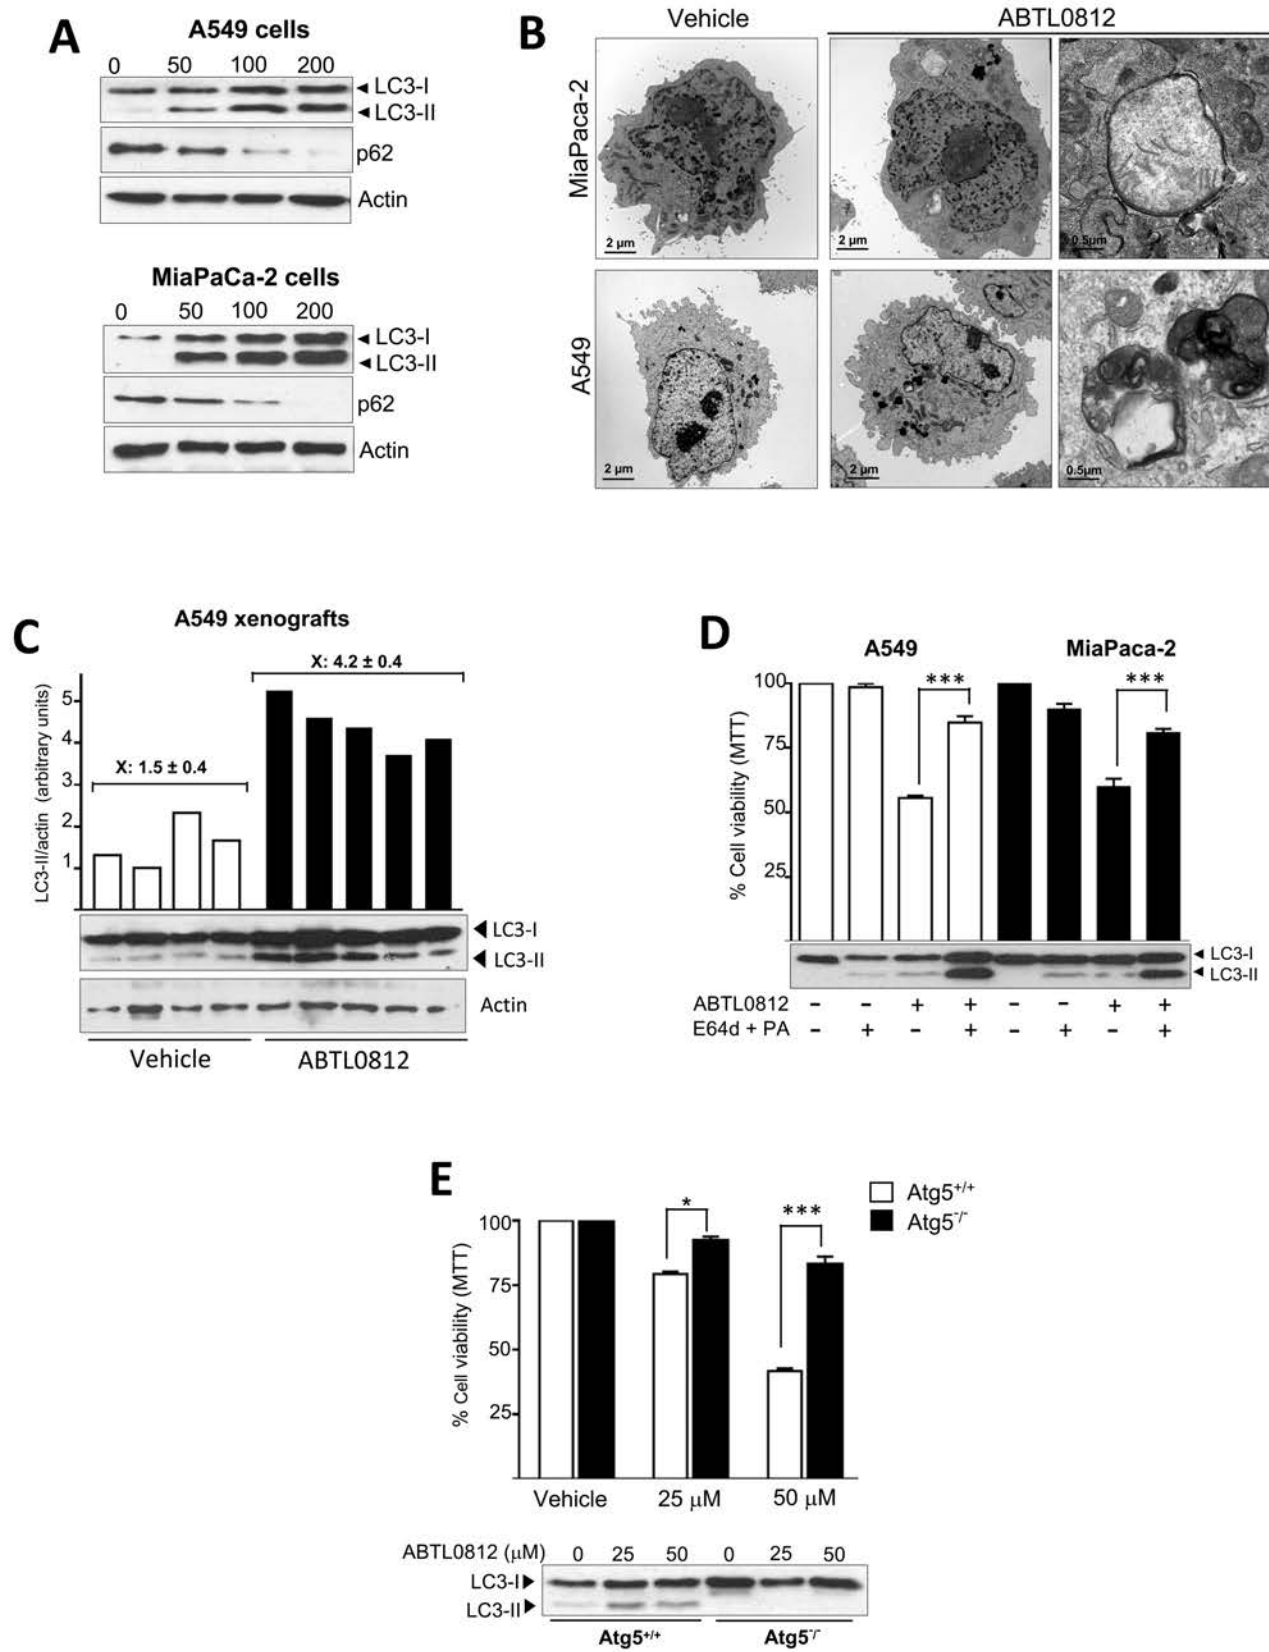 A
A549 cells
0 50 100 200
LC3-I
LC3-II
p62
Actin
MiaPaCa-2 cells
0 50 100 200
LC3-I
LC3-II
p62
Actin
B
Vehicle
ABTL0812
MiaPaca-2
2 µm
2 µm
0.5µm
A549
2 µm
2 µm
0.5µm
C
A549 xenografts
X: 4.2 ± 0.4
X: 1.5 ± 0.4
LC3-II/actin (arbitrary units)
5
4
3
2
1
LC3-I
LC3-II
Actin
Vehicle
ABTL0812
D
A549
MiaPaca-2
***
***
% Cell viability (MTT)
100
75
50
25
LC3-I
LC3-II
ABTL0812 - - + + - - + +
E64d + PA - + - + - + - +
E
Atg5+/+
Atg5-/-
*
***
% Cell viability (MTT)
100
75
50
25
Vehicle 25 µM 50 µM
ABTL0812 (µM) 0 25 50 0 25 50
LC3-I
LC3-II
Atg5+/+
Atg5-/-